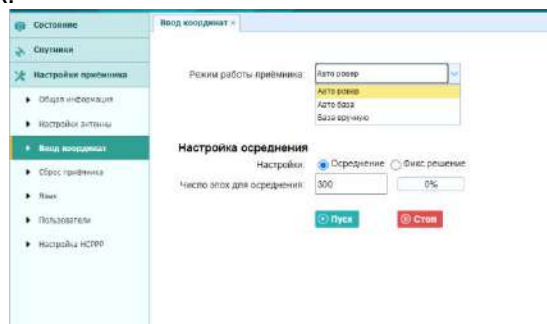 Состояние
Ввод координат ×
Спутники
Настройки приёмника
Режим работы приёмника:
Авто ровер
Авто ровер
Авто база
База вручную
Общая информация
Настройки антенны
Ввод координат
Сброс приёмника
Язык
Пользователи
Настройка НСРРР
Настройка осреднения
Настройки:
Осреднение
Фикс решение
Число эпох для осреднения:
300
0%
Пуск
Стоп